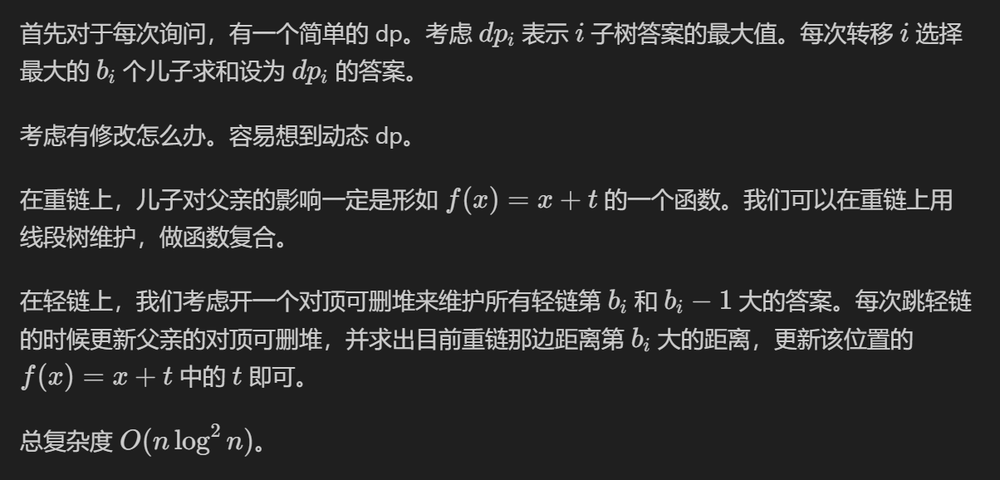 首先对于每次询问，有一个简单的 dp。考虑 $dp_i$ 表示 $i$ 子树答案的最大值。每次转移 $i$ 选择
最大的 $b_i$ 个儿子求和设为 $dp_i$ 的答案。
考虑有修改怎么办。容易想到动态 dp。
在重链上，儿子对父亲的影响一定是形如 $f(x) = x + t$ 的一个函数。我们可以在重链上用
线段树维护，做函数复合。
在轻链上，我们考虑开一个对顶可删堆来维护所有轻链第 $b_i$ 和 $b_i - 1$ 大的答案。每次跳轻链
的时候更新父亲的对顶可删堆，并求出目前重链那边距离第 $b_i$ 大的距离，更新该位置的
$f(x) = x + t$ 中的 $t$ 即可。
总复杂度 $O(n \log^2 n)$。